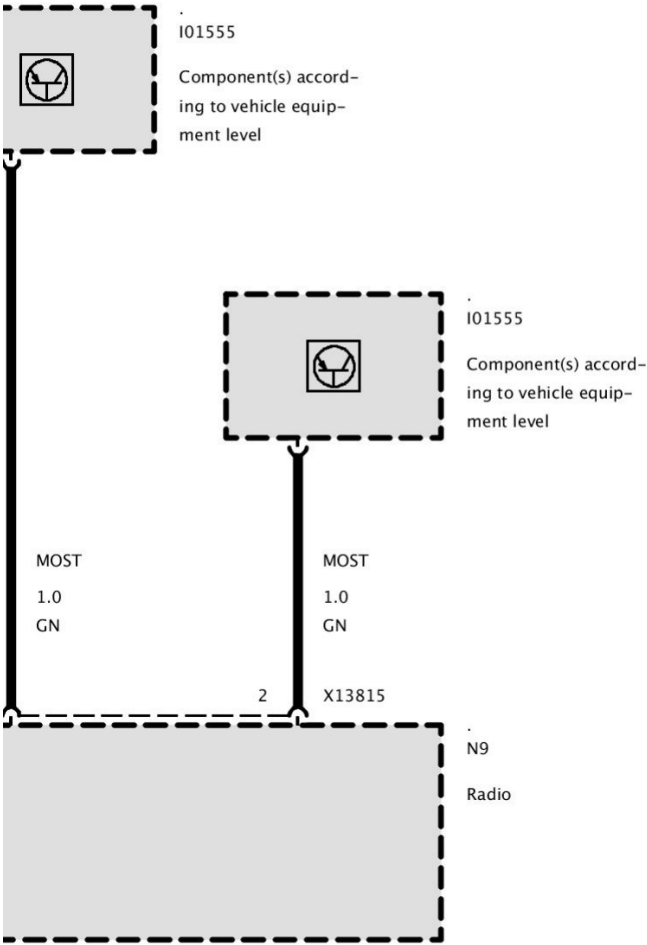 .
I01555
Component(s) accord-
ing to vehicle equip-
ment level
.
I01555
Component(s) accord-
ing to vehicle equip-
ment level
MOST
1.0
GN
MOST
1.0
GN
2
X13815
.
N9
Radio